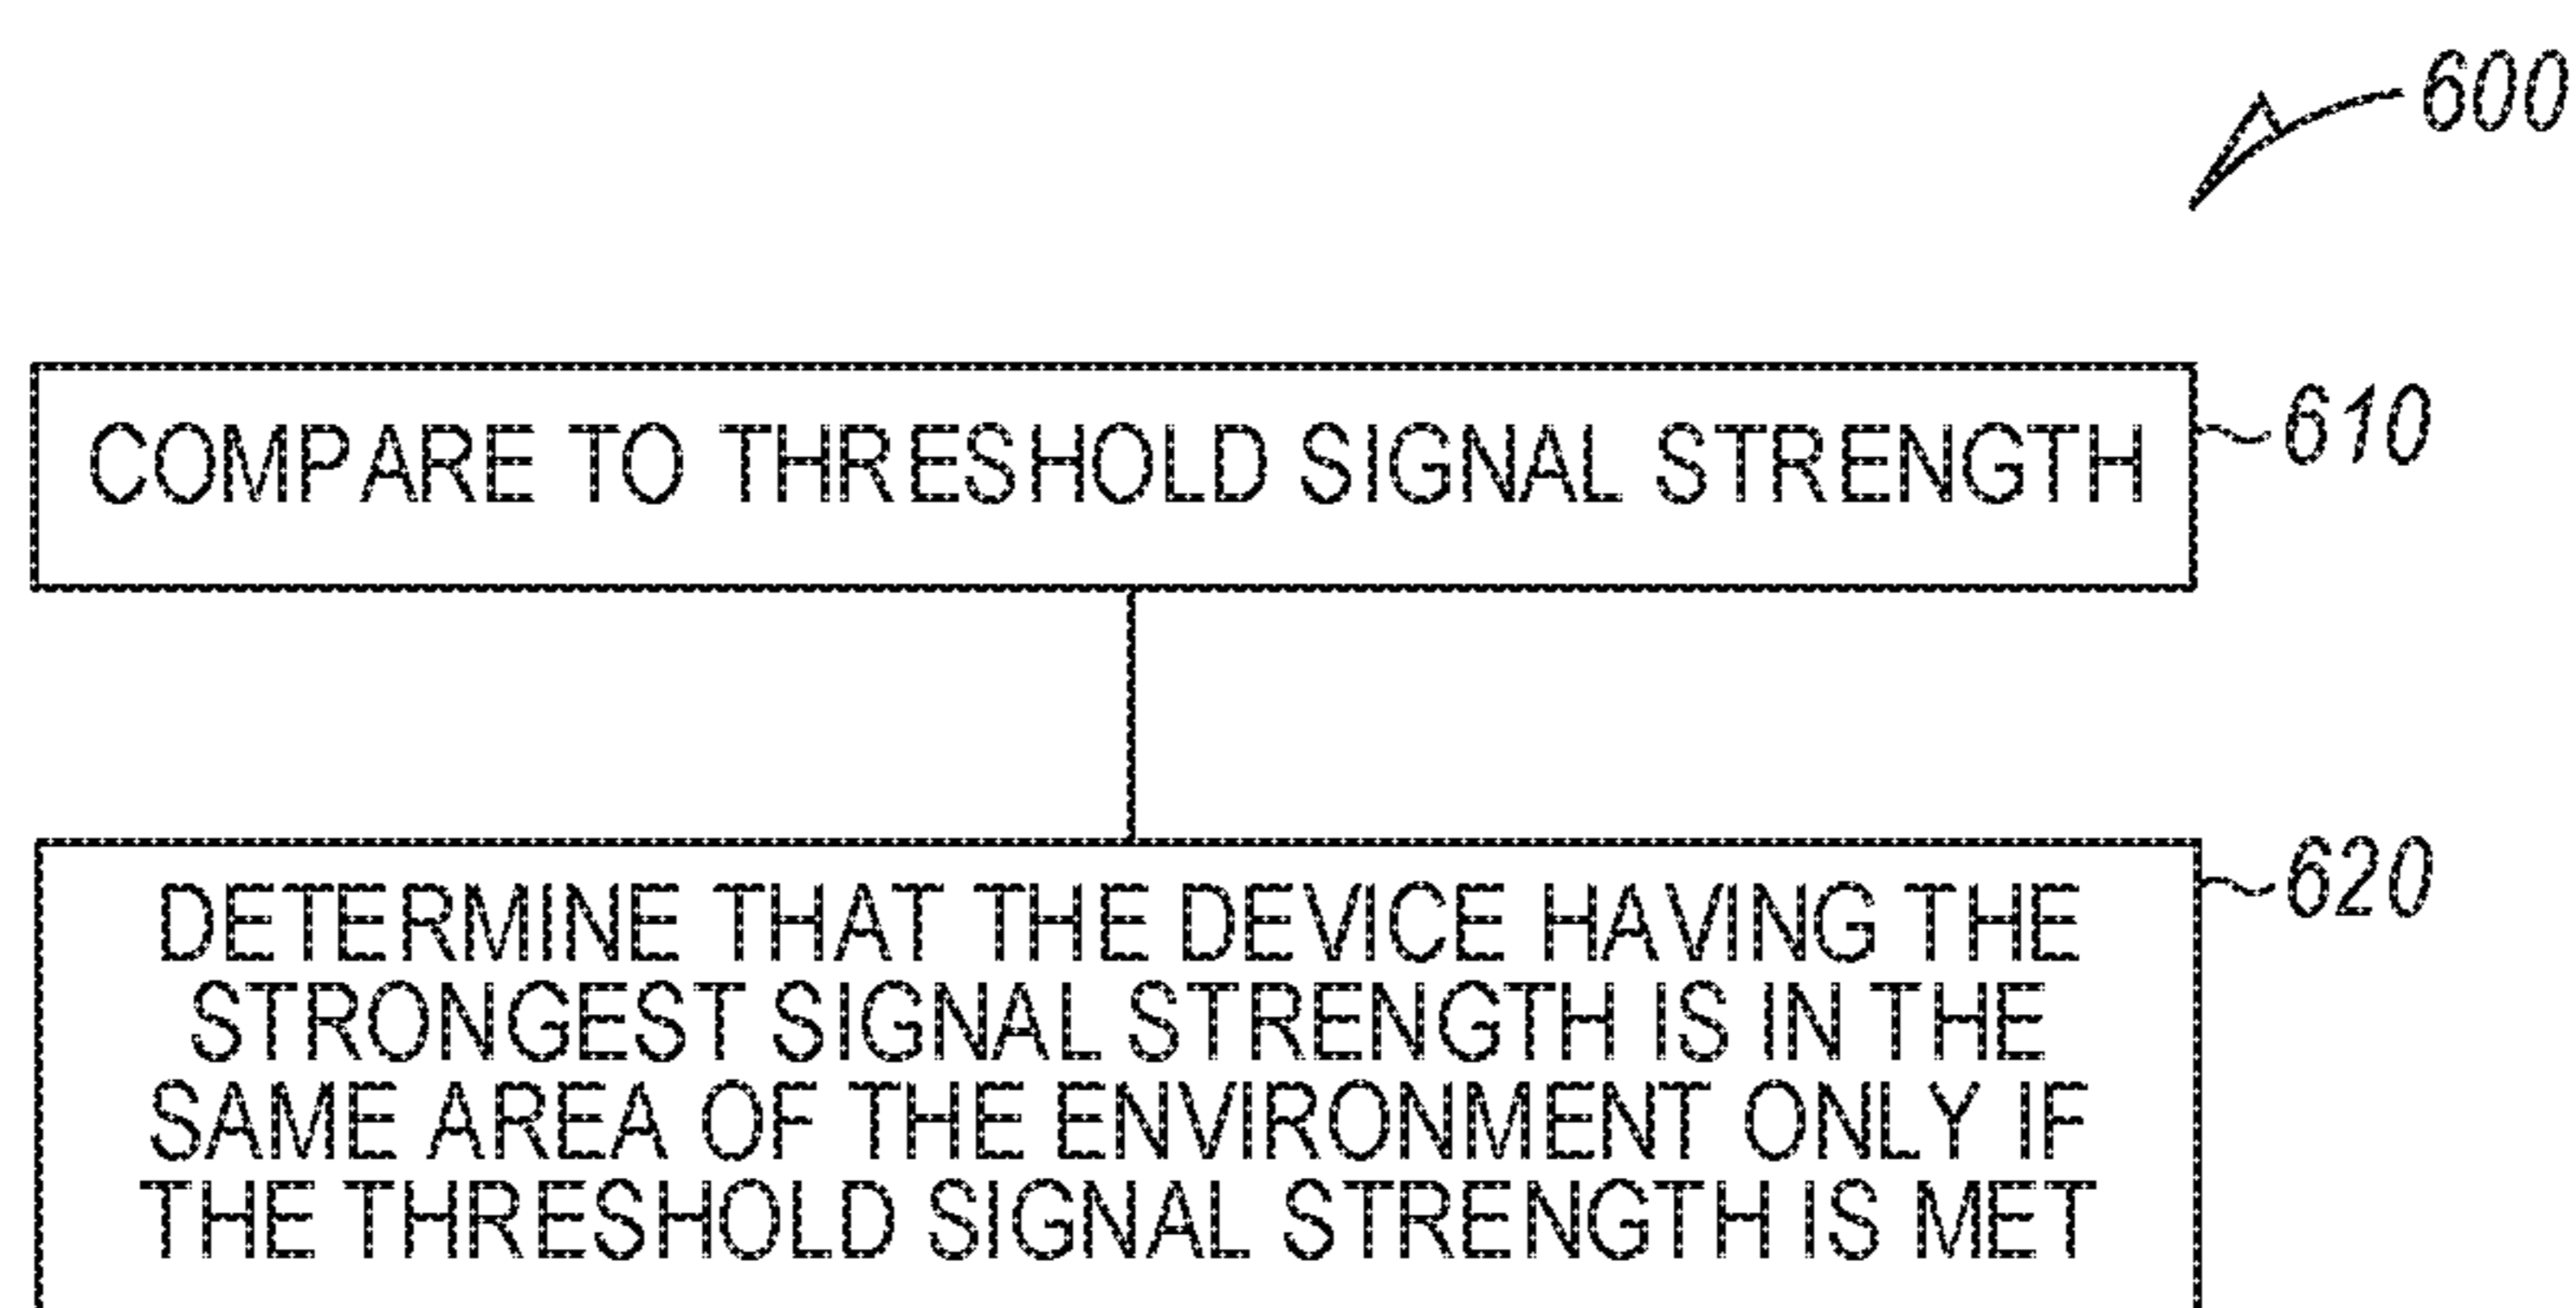 600
COMPARE TO THRESHOLD SIGNAL STRENGTH
610
DETERMINE THAT THE DEVICE HAVING THE
620
STRONGEST SIGNAL STRENGTH IS IN THE
SAME AREA OF THE ENVIRONMENT ONLY IF
THE THRESHOLD SIGNAL STRENGTH IS MET